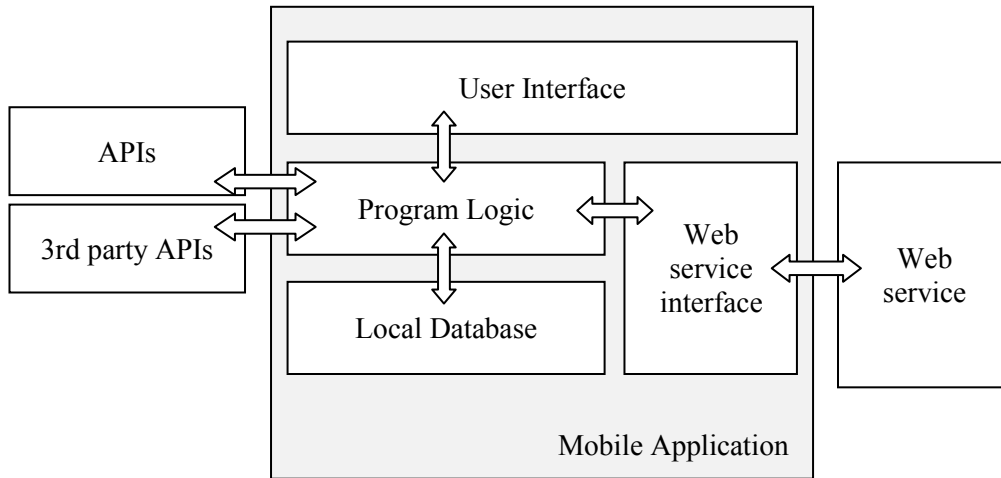 User Interface
APIs
Program Logic
3rd party APIs
Web
service
interface
Web
service
Local Database
Mobile Application